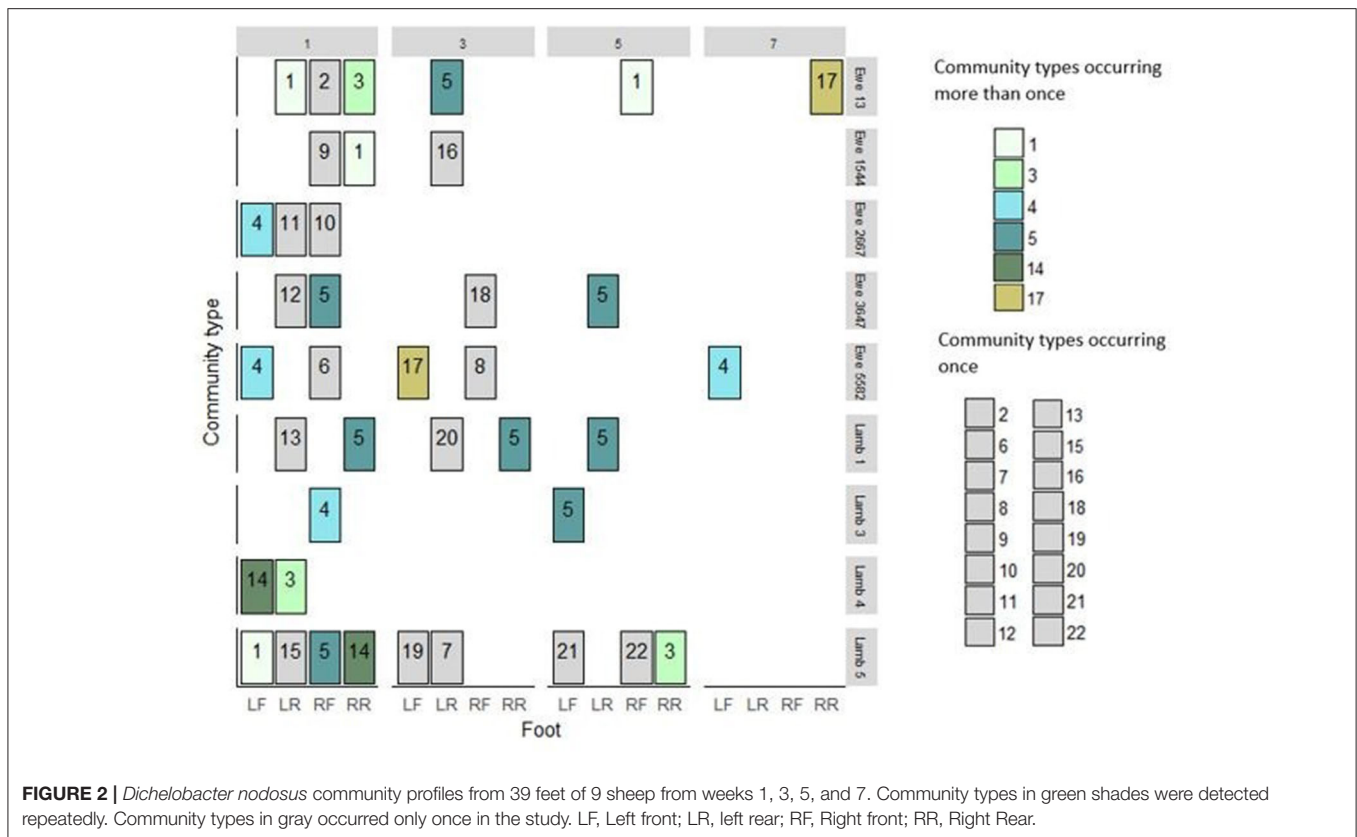 1 3 5 7
1 2 3 5 1 17 Ewe 13
9 1 16 Ewe 1544
4 11 10 Ewe 2667
12 5 18 5 Ewe 3647
4 6 17 8 4 Ewe 5582
13 5 20 5 5 Lamb 1
4 5 Lamb 3
14 3 Lamb 4
1 15 5 14 19 7 21 22 3 Lamb 5
Community type
LF LR RF RR LF LR RF RR LF LR RF RR LF LR RF RR
Foot
Community types occurring
more than once
1
3
4
5
14
17
Community types occurring
once
2 13
6 15
7 16
8 18
9 19
10 20
11 21
12 22
FIGURE 2 | Dichelobacter nodosus community profiles from 39 feet of 9 sheep from weeks 1, 3, 5, and 7. Community types in green shades were detected
repeatedly. Community types in gray occurred only once in the study. LF, Left front; LR, left rear; RF, Right front; RR, Right Rear.